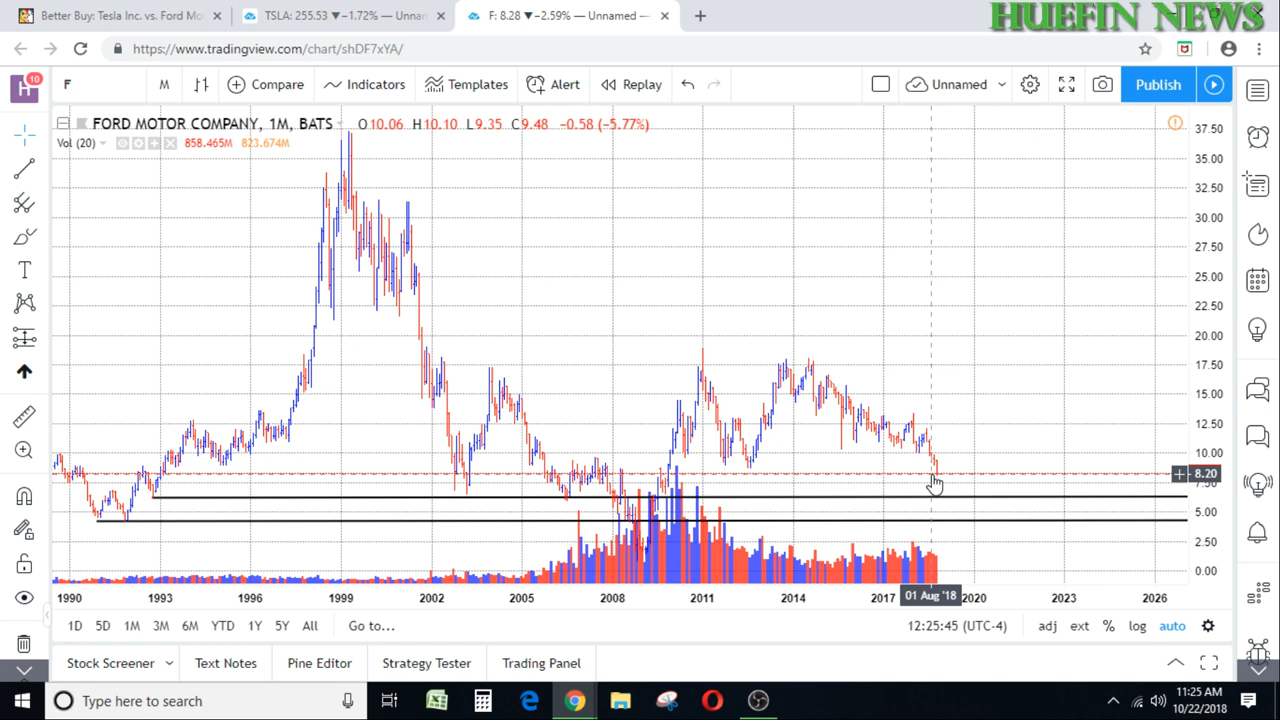 Better Buy: Tesla Inc. vs. Ford Motor C
TSLA: 255.53 ▼−1.72% — Unnan
F: 8.28 ▼−2.59% — Unnamed —
HUEFIN NEWS
https://www.tradingview.com/chart/shDF7xYA/
H
10
F
M
Compare
Indicators
Templates
Alert
Replay
Unnamed
Publish
FORD MOTOR COMPANY, 1M, BATS O10.06 H10.10 L9.35 C9.48 −0.58 (−5.77%)
Vol (20) 858.465M 823.674M
37.50
35.00
32.50
30.00
27.50
25.00
22.50
20.00
17.50
15.00
12.50
10.00
8.20
7.50
5.00
2.50
0.00
1990 1993 1996 1999 2002 2005 2008 2011 2014 2017 01 Aug '18 2020 2023 2026
1D 5D 1M 3M 6M YTD 1Y 5Y All Go to... 12:25:45 (UTC-4) adj ext % log auto
Stock Screener Text Notes Pine Editor Strategy Tester Trading Panel
Type here to search
11:25 AM
10/22/2018